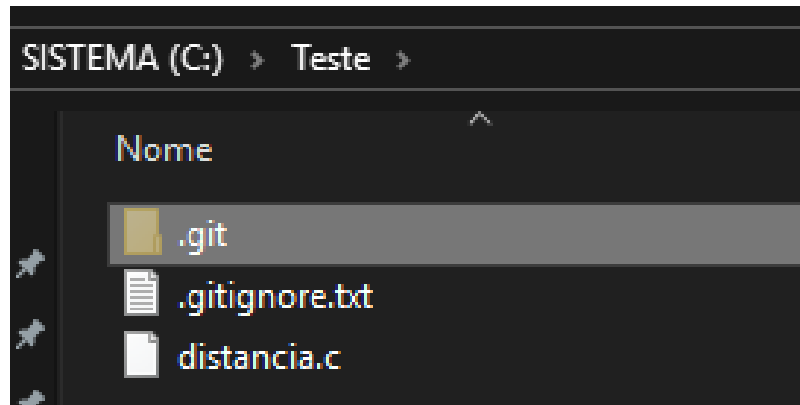 SISTEMA (C:) > Teste >
Nome
.git
.gitignore.txt
distancia.c